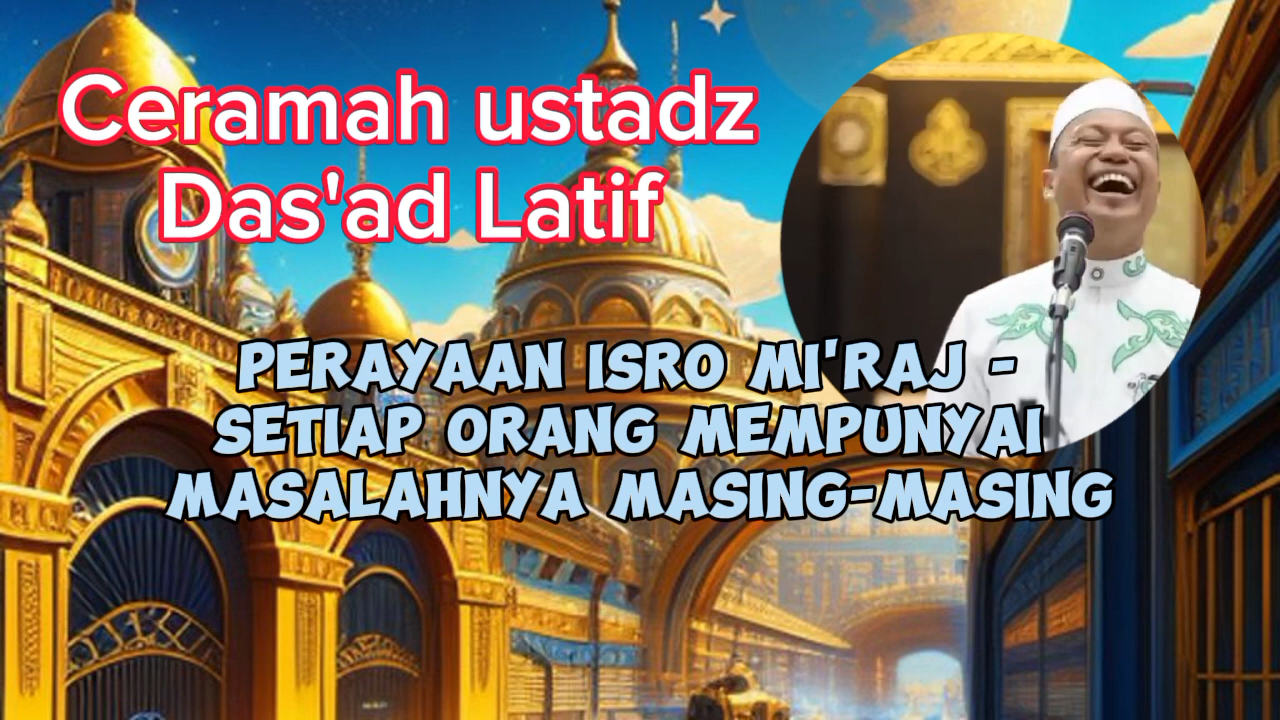 Ceramah ustadz
Das'ad Latif
PERAYAAN ISRO MI'RAJ -
SETIAP ORANG MEMPUNYAI
MASALAHNYA MASING-MASING